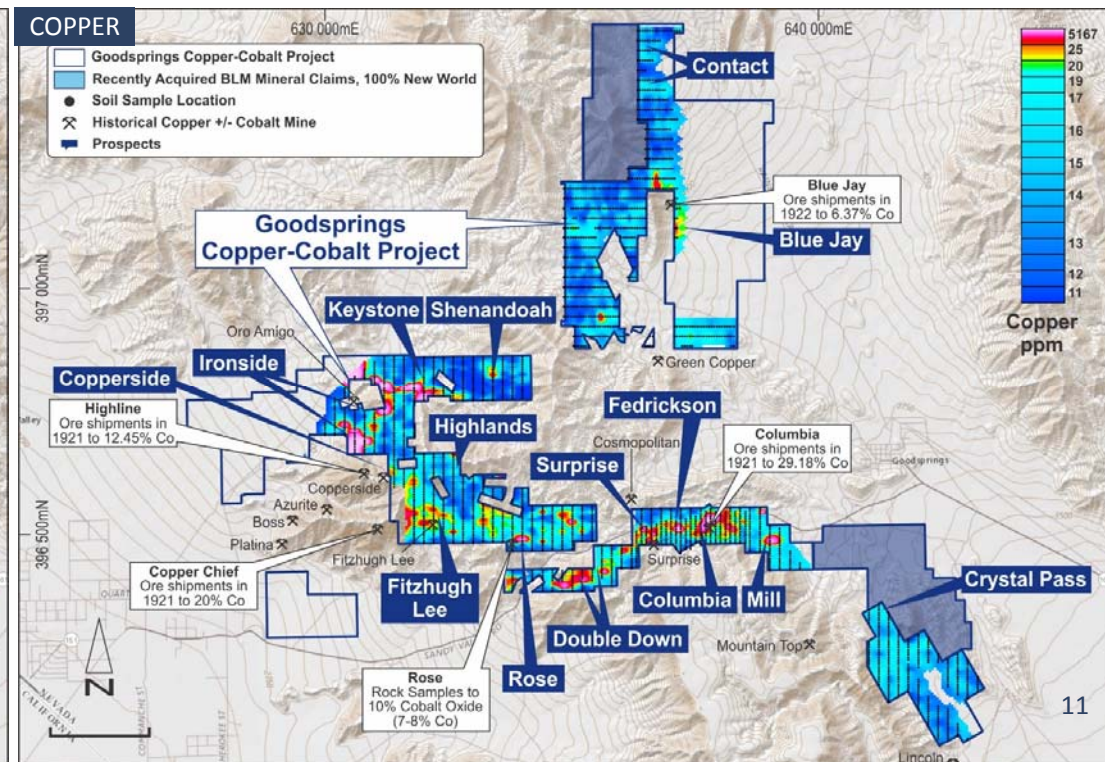 COPPER
630 000mE
640 000mE
Goodsprings Copper-Cobalt Project
Recently Acquired BLM Mineral Claims, 100% New World
Soil Sample Location
Historical Copper +/- Cobalt Mine
Prospects
5167
25
20
19
17
16
15
14
13
12
11
Copper
ppm
Contact
Blue Jay
Ore shipments in
1922 to 6.37% Co
Blue Jay
Goodsprings
Copper-Cobalt Project
397 000mN
Keystone
Shenandoah
Oro Amigo
Green Copper
Ironside
Copperside
Highline
Ore shipments in
1921 to 12.45% Co
Highlands
Fedrickson
Cosmopolitan
Columbia
Ore shipments in
1921 to 29.18% Co
Goodsprings
Surprise
Copperside
Azurite
Boss
Platina
396 500mN
Fitzhugh Lee
Surprise
Copper Chief
Ore shipments in
1921 to 20% Co
Fitzhugh
Lee
Columbia
Mill
Crystal Pass
Double Down
Mountain Top
SANDY VALLEY RD
Rose
Rose
Rock Samples to
10% Cobalt Oxide
(7-8% Co)
N
NEVADA
CALIFORNIA
11
Lincoln